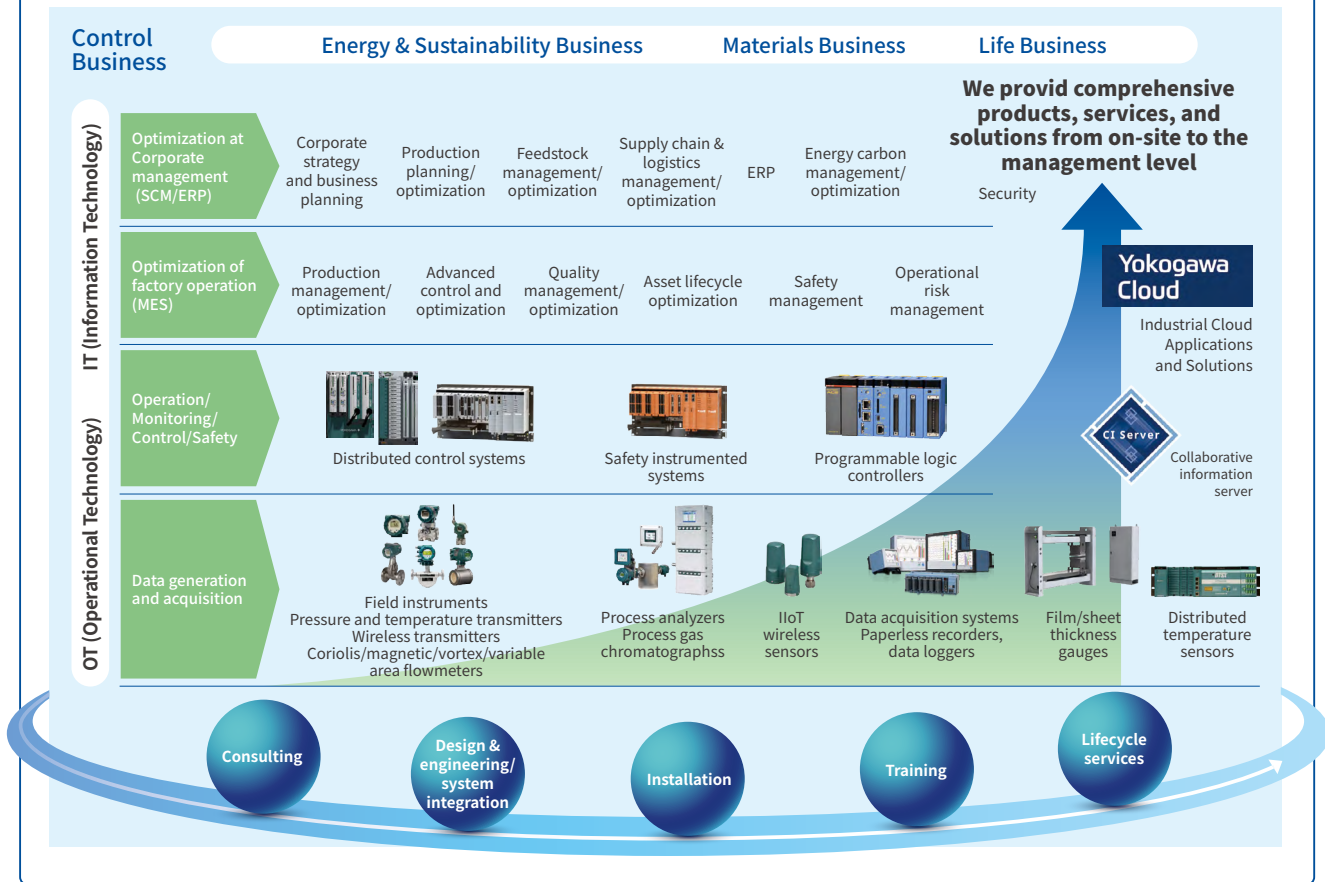 Control
Business
Energy & Sustainability Business
Materials Business
Life Business
We provid comprehensive
products, services, and
solutions from on-site to the
management level
IT (Information Technology)
OT (Operational Technology)
Optimization at
Corporate
management
(SCM/ERP)
Corporate
strategy
and business
planning
Production
planning/
optimization
Feedstock
management/
optimization
Supply chain &
logistics
management/
optimization
ERP
Energy carbon
management/
optimization
Security
Optimization of
factory operation
(MES)
Production
management/
optimization
Advanced
control and
optimization
Quality
management/
optimization
Asset lifecycle
optimization
Safety
management
Operational
risk
management
Yokogawa
Cloud
Industrial Cloud
Applications
and Solutions
Operation/
Monitoring/
Control/Safety
Distributed control systems
Safety instrumented
systems
Programmable logic
controllers
CI Server
Collaborative
information
server
Data generation
and acquisition
Field instruments
Pressure and temperature transmitters
Wireless transmitters
Coriolis/magnetic/vortex/variable
area flowmeters
Process analyzers
Process gas
chromatographss
IIoT
wireless
sensors
Data acquisition systems
Paperless recorders,
data loggers
Film/sheet
thickness
gauges
Distributed
temperature
sensors
Consulting
Design &
engineering/
system
integration
Installation
Training
Lifecycle
services